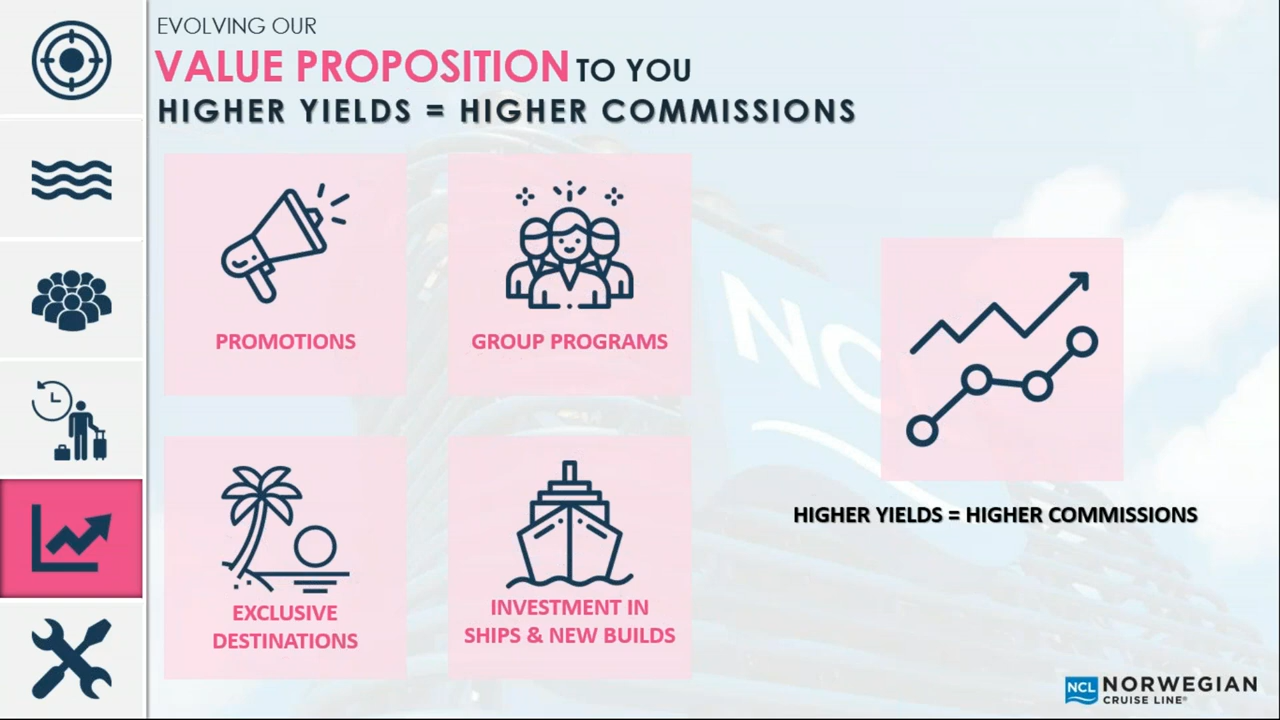 EVOLVING OUR
VALUE PROPOSITION TO YOU
HIGHER YIELDS = HIGHER COMMISSIONS
PROMOTIONS
GROUP PROGRAMS
EXCLUSIVE
DESTINATIONS
INVESTMENT IN
SHIPS & NEW BUILDS
NCL
HIGHER YIELDS = HIGHER COMMISSIONS
NCL NORWEGIAN
CRUISE LINE®